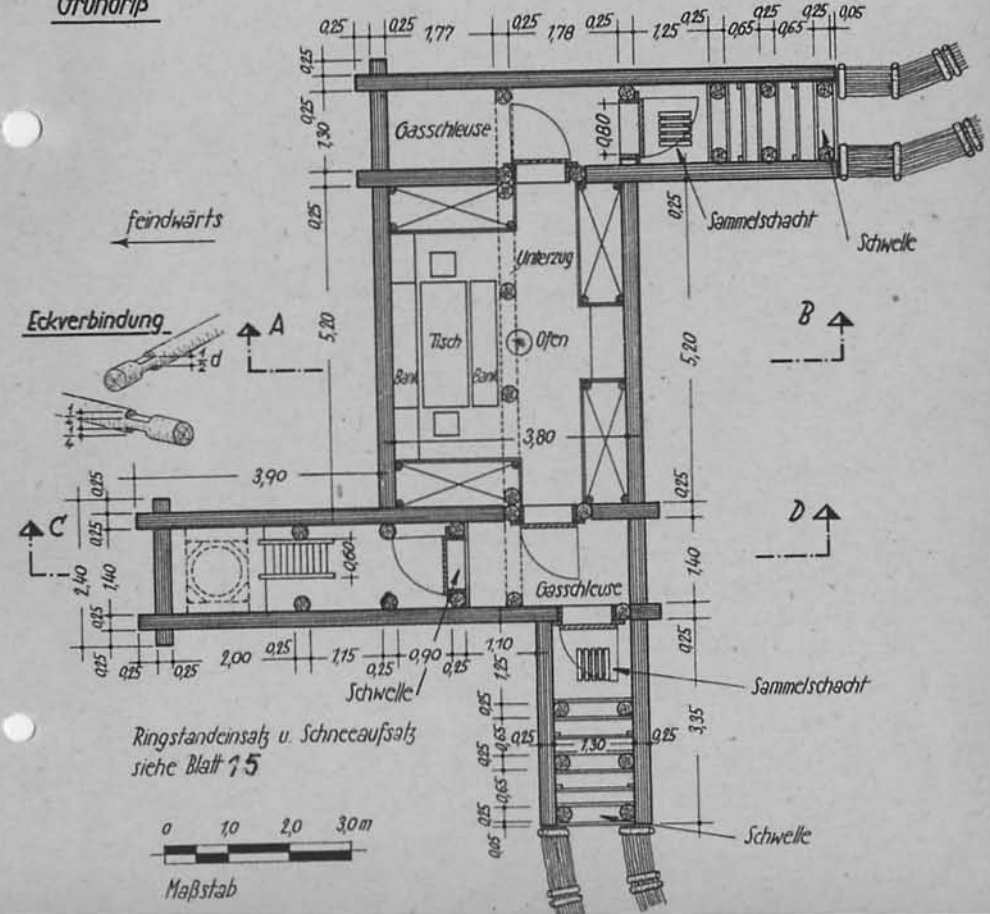 Grundriß
0,25 0,25 1,77 0,25 1,78 0,25 1,25 0,25 0,65 0,25 0,65 0,25 0,05
0,25
0,25
1,30
0,25
Gasschleuse
0,80
Sammelschacht
Schwelle
0,25
feindwärts
Unterzug
Eckverbindung
d
A
5,20
Tisch
Bank
Bank
Ofen
B
5,20
3,80
3,90
0,25
0,25
0,25
C
D
2,40
1,40
0,60
Gasschleuse
1,40
0,25
0,25
0,25 0,25 2,00 0,25 1,15 0,25 0,90 0,25 1,10
0,25
Schwelle
1,25
Sammelschacht
Ringstandeinsatz u. Schneeaufsatz
siehe Blatt 15
0,25
0,65
0,25
0,65
0,25
0,05
0,25 1,30 0,25
3,35
Schwelle
0 1,0 2,0 3,0 m
Maßstab